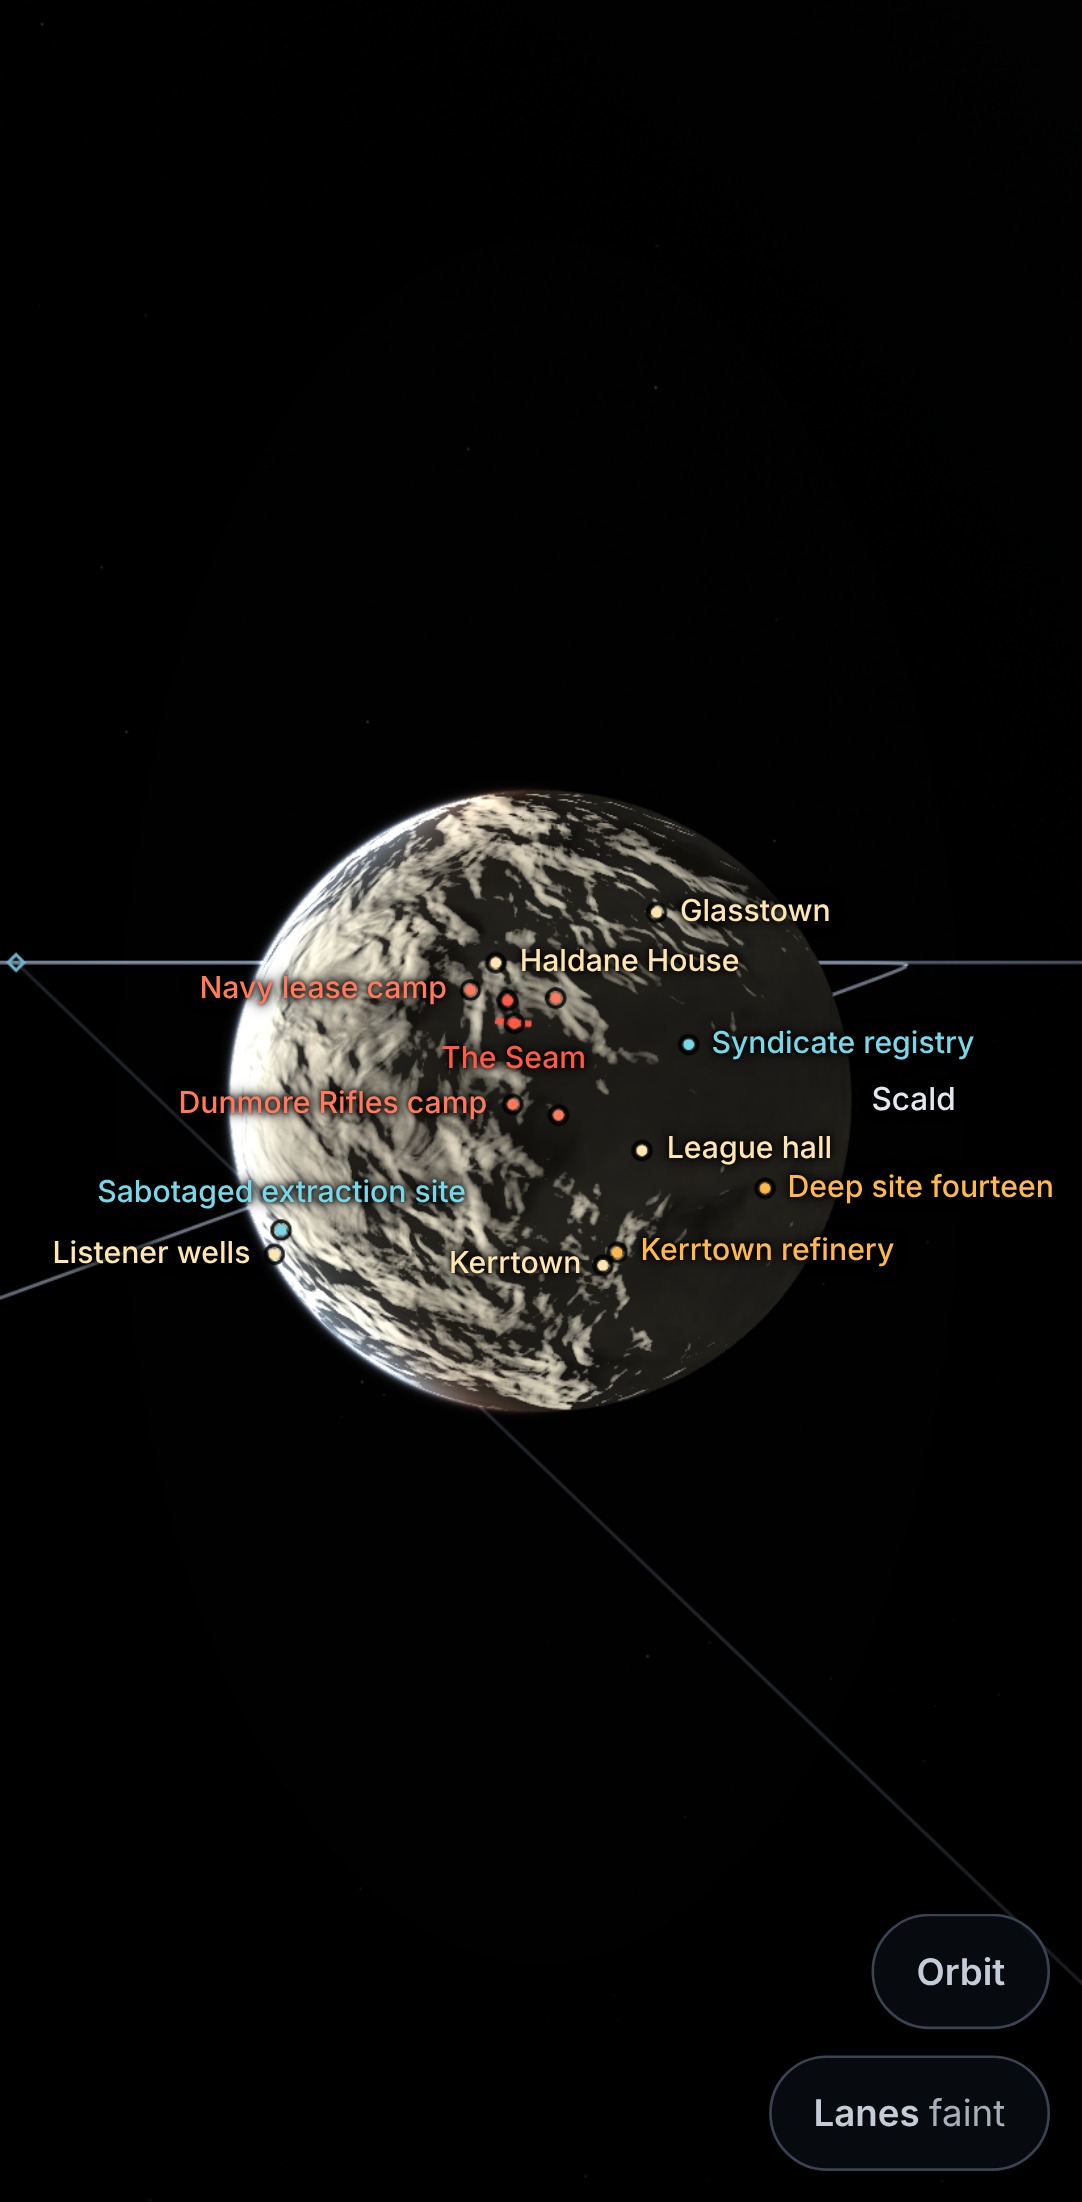 Glasstown
Haldane House
Navy lease camp
Syndicate registry
The Seam
Scald
Dunmore Rifles camp
League hall
Deep site fourteen
Sabotaged extraction site
Kerrtown refinery
Listener wells
Kerrtown
Orbit
Lanes faint